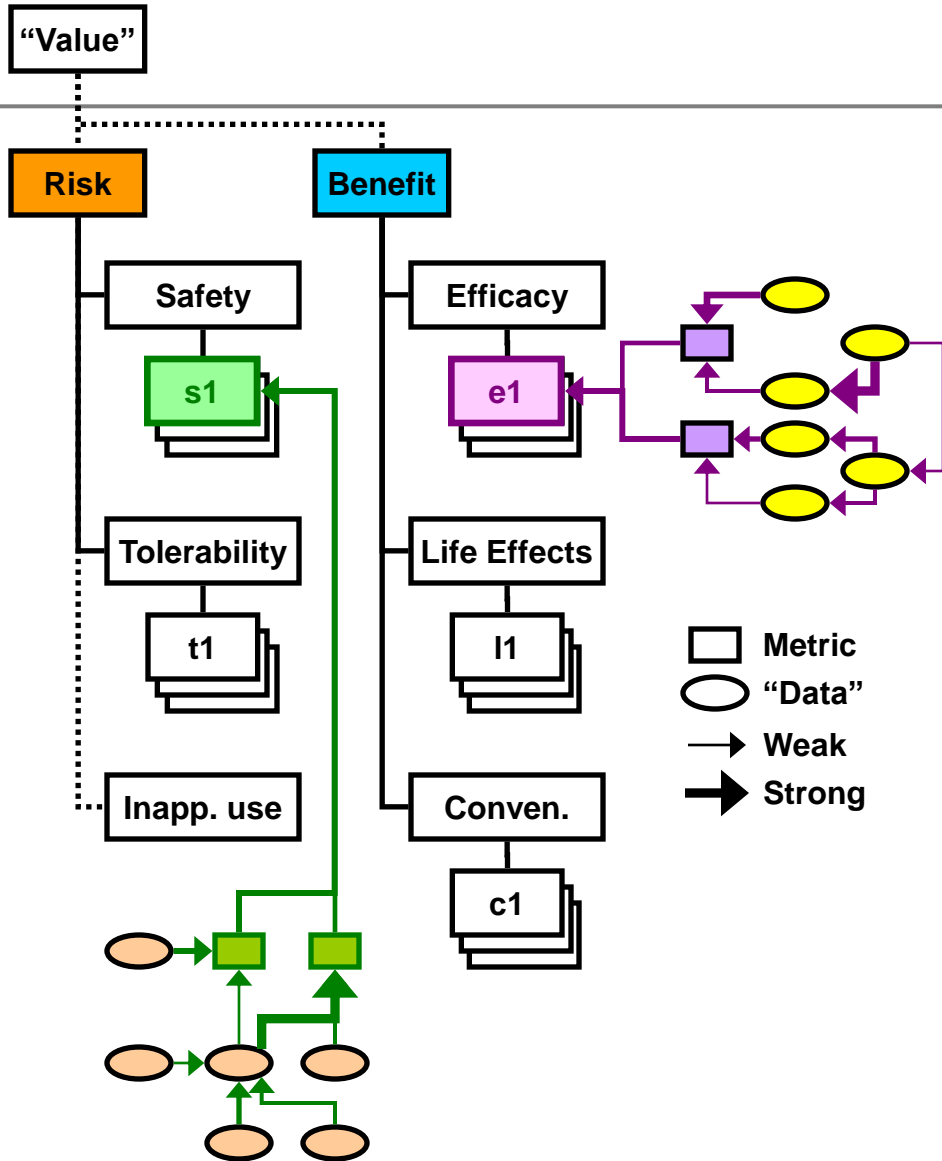 “Value”
Risk
Benefit
Safety
Efficacy
s1
e1
Tolerability
Life Effects
t1
l1
Metric
“Data”
Weak
Strong
Inapp. use
Conven.
c1